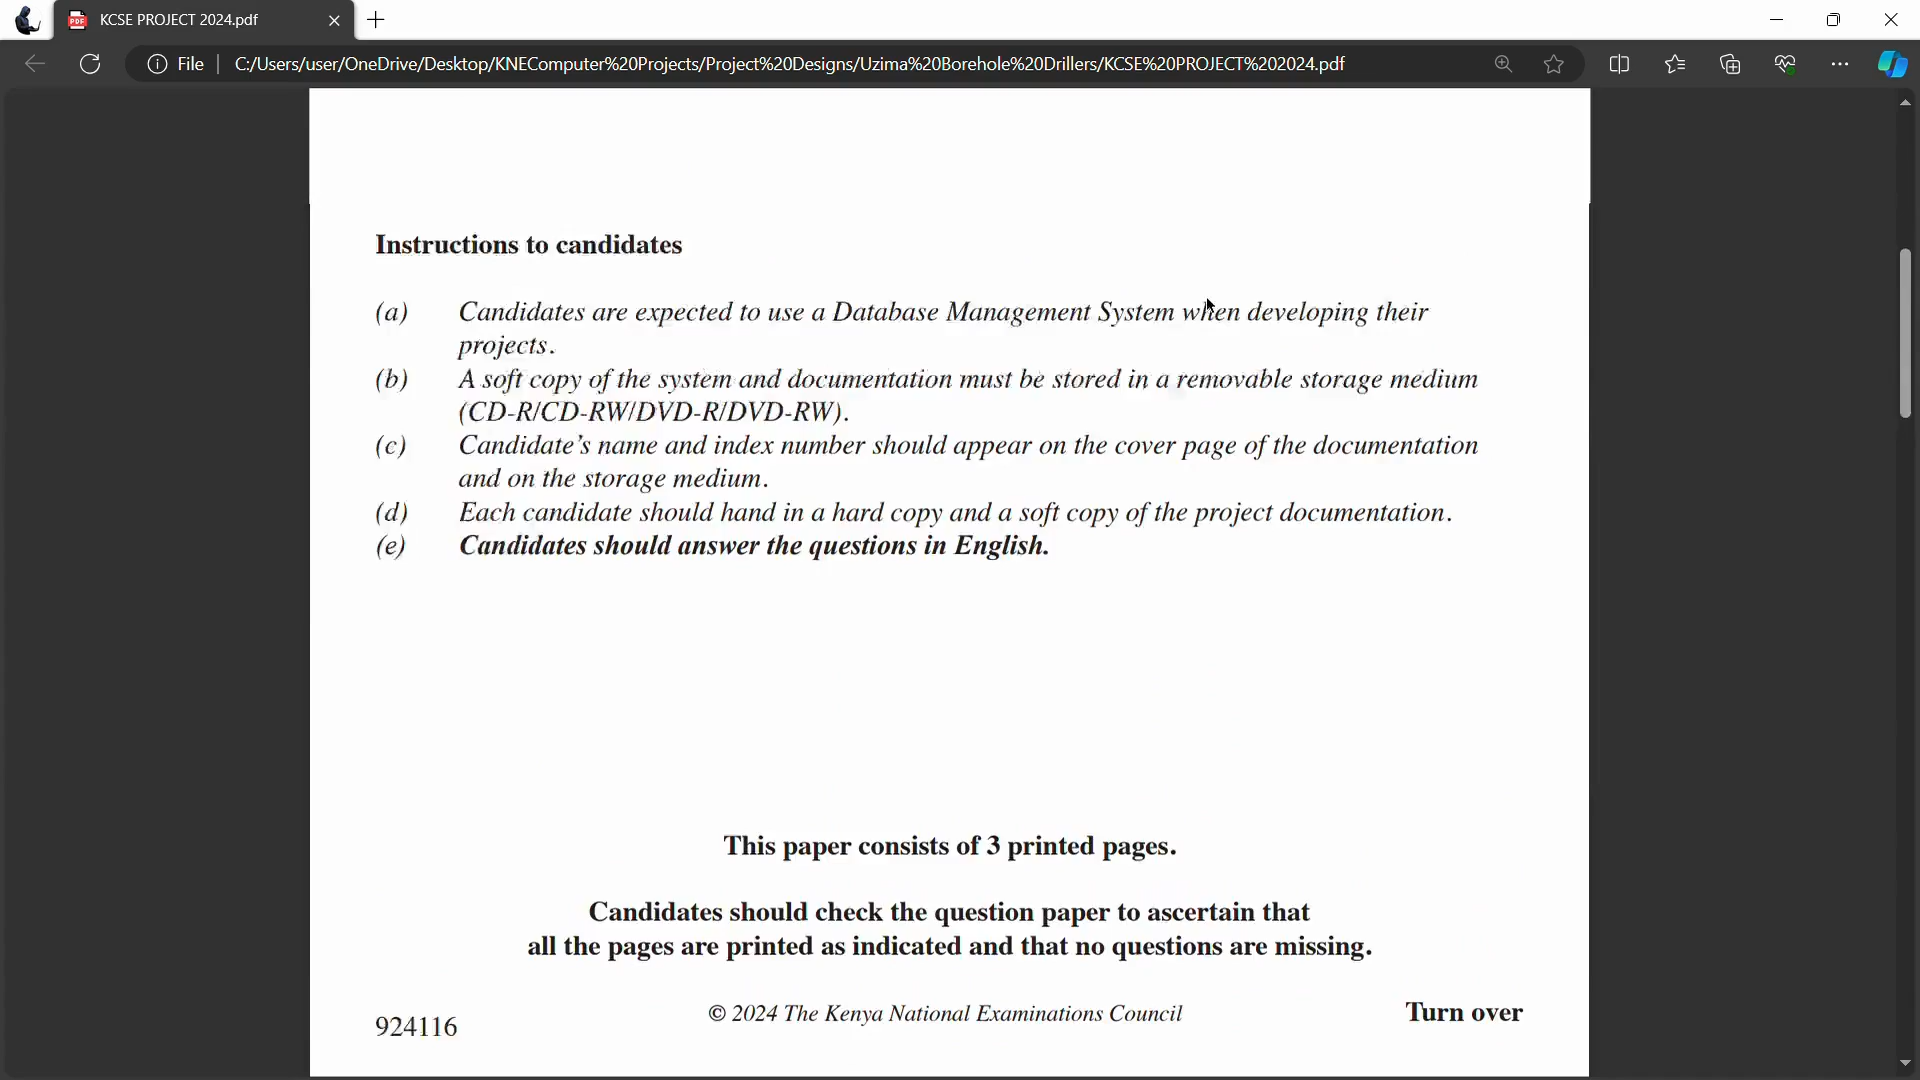 KCSE PROJECT 2024.pdf
File
C:/Users/user/OneDrive/Desktop/KNEComputer%20Projects/Project%20Designs/Uzima%20Borehole%20Drillers/KCSE%20PROJECT%202024.pdf
Instructions to candidates
(a) Candidates are expected to use a Database Management System when developing their
projects.
(b) A soft copy of the system and documentation must be stored in a removable storage medium
(CD-R/CD-RW/DVD-R/DVD-RW).
(c) Candidate's name and index number should appear on the cover page of the documentation
and on the storage medium.
(d) Each candidate should hand in a hard copy and a soft copy of the project documentation.
(e) Candidates should answer the questions in English.
This paper consists of 3 printed pages.
Candidates should check the question paper to ascertain that
all the pages are printed as indicated and that no questions are missing.
924116
© 2024 The Kenya National Examinations Council
Turn over